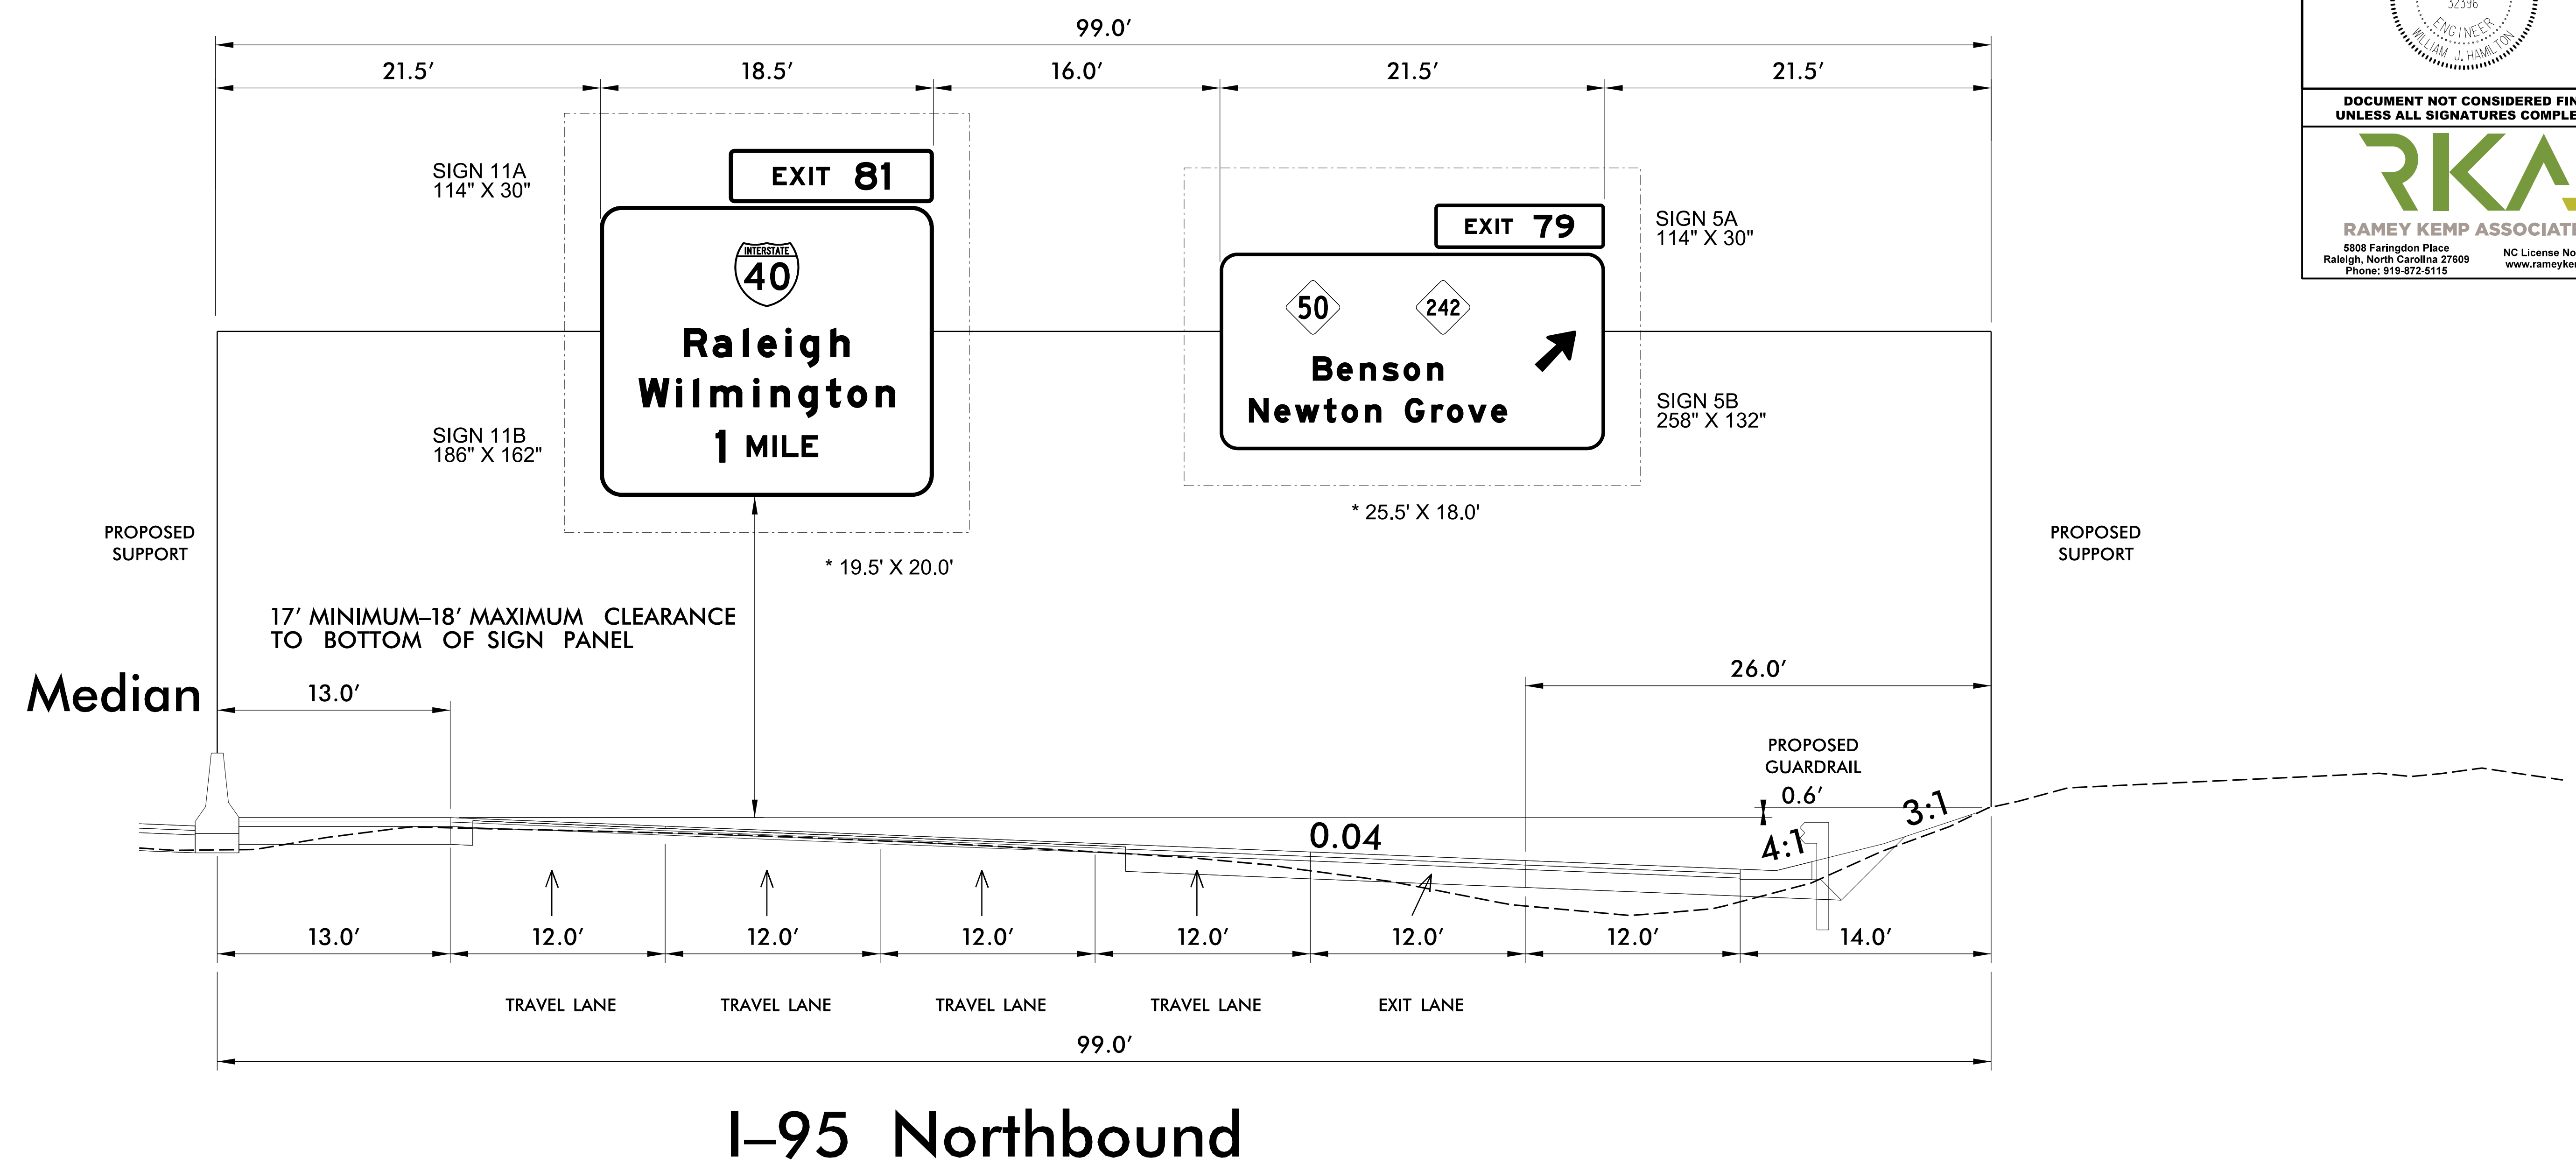 99.0′
21.5′ 18.5′ 16.0′ 21.5′ 21.5′
32396
ENGINEER
WILLIAM J. HAMILTON
DOCUMENT NOT CONSIDERED FIN
UNLESS ALL SIGNATURES COMPLE
RKA
RAMEY KEMP ASSOCIAT
5808 Faringdon Place
Raleigh, North Carolina 27609
Phone: 919-872-5115
NC License No
www.rameyke
SIGN 11A
114" X 30"
EXIT 81
INTERSTATE
40
Raleigh
Wilmington
1 MILE
SIGN 11B
186" X 162"
* 19.5' X 20.0'
EXIT 79
SIGN 5A
114" X 30"
50 242
Benson
Newton Grove
SIGN 5B
258" X 132"
* 25.5' X 18.0'
PROPOSED
SUPPORT
PROPOSED
SUPPORT
17′ MINIMUM–18′ MAXIMUM CLEARANCE
TO BOTTOM OF SIGN PANEL
Median
13.0′
26.0′
PROPOSED
GUARDRAIL
0.6′
0.04
4:1
3:1
13.0′ 12.0′ 12.0′ 12.0′ 12.0′ 12.0′ 12.0′ 14.0′
TRAVEL LANE TRAVEL LANE TRAVEL LANE TRAVEL LANE EXIT LANE
99.0′
I–95 Northbound